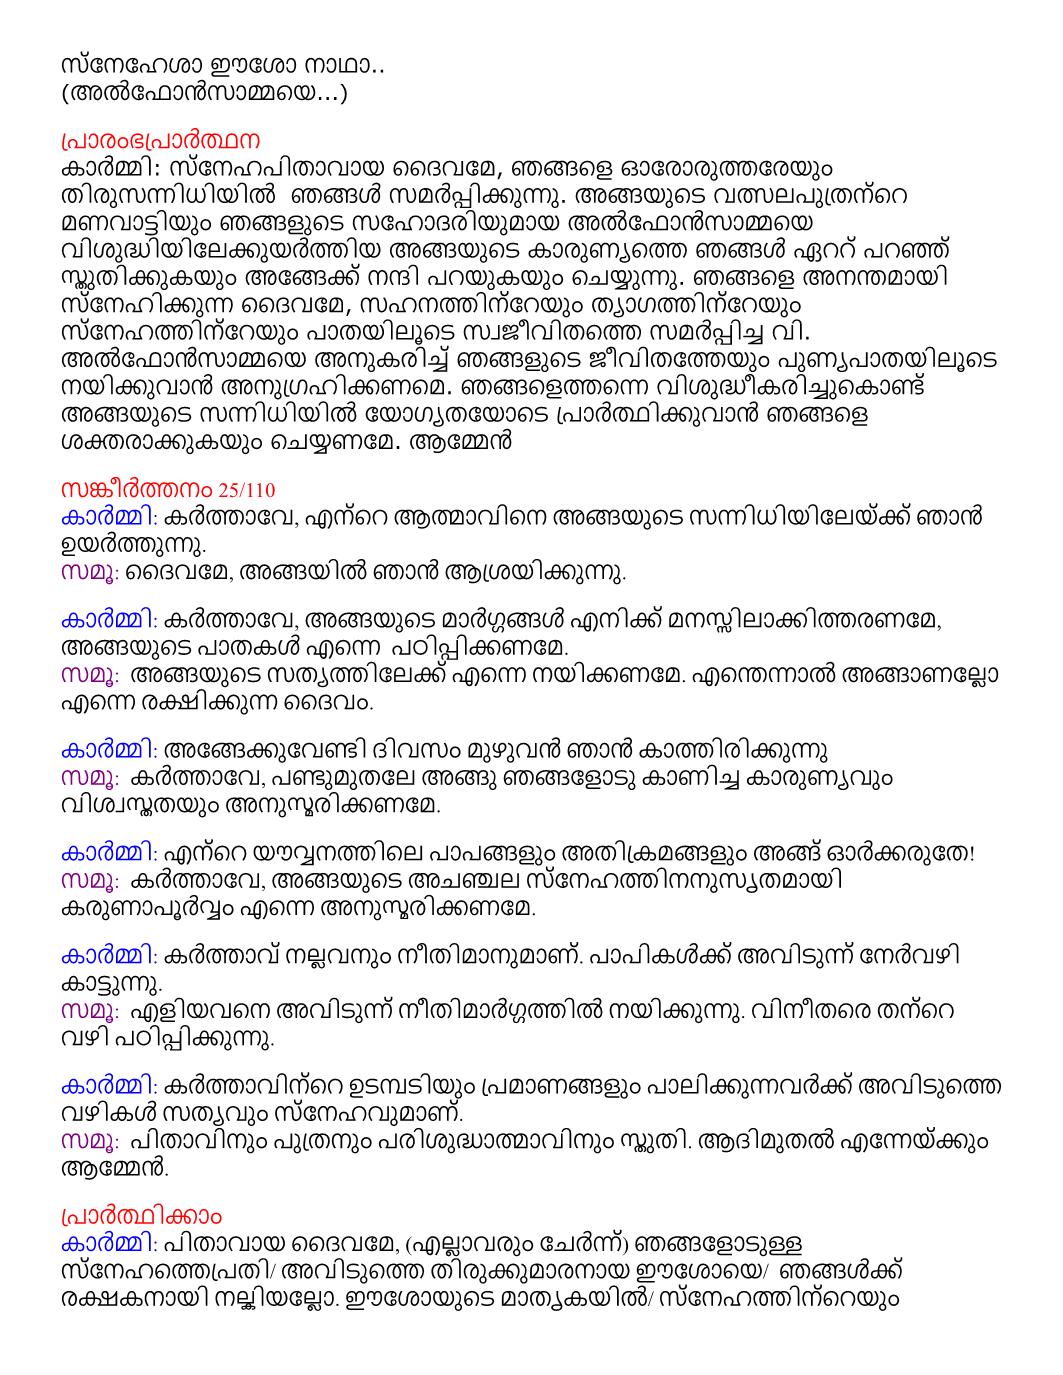 സ്നേഹേശാ ഈശോ നാഥാ..
(അൽഫോൻസാമ്മയെ...)
പ്രാരംഭപ്രാർത്ഥന
കാർമ്മി: സ്നേഹപിതാവായ ദൈവമേ, ഞങ്ങളെ ഓരോരുത്തരേയും
തിരുസന്നിധിയിൽ  ഞങ്ങൾ സമർപ്പിക്കുന്നു. അങ്ങയുടെ വത്സലപുത്രന്റെ
മണവാട്ടിയും ഞങ്ങളുടെ സഹോദരിയുമായ അൽഫോൻസാമ്മയെ
വിശുദ്ധിയിലേക്കുയർത്തിയ അങ്ങയുടെ കാരുണ്യത്തെ ഞങ്ങൾ ഏററ് പറഞ്ഞ്
സ്തുതിക്കുകയും അങ്ങേക്ക് നന്ദി പറയുകയും ചെയ്യുന്നു. ഞങ്ങളെ അനന്തമായി
സ്നേഹിക്കുന്ന ദൈവമേ, സഹനത്തിന്റേയും ത്യാഗത്തിന്റേയും
സ്നേഹത്തിന്റേയും പാതയിലൂടെ സ്വജീവിതത്തെ സമർപ്പിച്ച വി.
അൽഫോൻസാമ്മയെ അനുകരിച്ച് ഞങ്ങളുടെ ജീവിതത്തേയും പുണ്യപാതയിലൂടെ
നയിക്കുവാൻ അനുഗ്രഹിക്കണമെ. ഞങ്ങളെത്തന്നെ വിശുദ്ധീകരിച്ചുകൊണ്ട്
അങ്ങയുടെ സന്നിധിയിൽ യോഗ്യതയോടെ പ്രാർത്ഥിക്കുവാൻ ഞങ്ങളെ
ശക്തരാക്കുകയും ചെയ്യണമേ. ആമ്മേൻ
സങ്കീർത്തനം 25/110
കാർമ്മി: കർത്താവേ, എന്റെ ആത്മാവിനെ അങ്ങയുടെ സന്നിധിയിലേയ്ക്ക് ഞാൻ
ഉയർത്തുന്നു.
സമൂ: ദൈവമേ, അങ്ങയിൽ ഞാൻ ആശ്രയിക്കുന്നു.
കാർമ്മി: കർത്താവേ, അങ്ങയുടെ മാർഗ്ഗങ്ങൾ എനിക്ക് മനസ്സിലാക്കിത്തരണമേ,
അങ്ങയുടെ പാതകൾ എന്നെ  പഠിപ്പിക്കണമേ.
സമൂ:  അങ്ങയുടെ സത്യത്തിലേക്ക് എന്നെ നയിക്കണമേ. എന്തെന്നാൽ അങ്ങാണല്ലോ
എന്നെ രക്ഷിക്കുന്ന ദൈവം.
കാർമ്മി: അങ്ങേക്കുവേണ്ടി ദിവസം മുഴുവൻ ഞാൻ കാത്തിരിക്കുന്നു
സമൂ:  കർത്താവേ, പണ്ടുമുതലേ അങ്ങു ഞങ്ങളോടു കാണിച്ച കാരുണ്യവും
വിശ്വസ്തതയും അനുസ്മരിക്കണമേ.
കാർമ്മി: എന്റെ യൗവ്വനത്തിലെ പാപങ്ങളും അതിക്രമങ്ങളും അങ്ങ് ഓർക്കരുതേ!
സമൂ:  കർത്താവേ, അങ്ങയുടെ അചഞ്ചല സ്നേഹത്തിനനുസൃതമായി
കരുണാപൂർവ്വം എന്നെ അനുസ്മരിക്കണമേ.
കാർമ്മി: കർത്താവ് നല്ലവനും നീതിമാനുമാണ്. പാപികൾക്ക് അവിടുന്ന് നേർവഴി
കാട്ടുന്നു.
സമൂ:  എളിയവനെ അവിടുന്ന് നീതിമാർഗ്ഗത്തിൽ നയിക്കുന്നു. വിനീതരെ തന്റെ
വഴി പഠിപ്പിക്കുന്നു.
കാർമ്മി: കർത്താവിന്റെ ഉടമ്പടിയും പ്രമാണങ്ങളും പാലിക്കുന്നവർക്ക് അവിടുത്തെ
വഴികൾ സത്യവും സ്നേഹവുമാണ്.
സമൂ:  പിതാവിനും പുത്രനും പരിശുദ്ധാത്മാവിനും സ്തുതി. ആദിമുതൽ എന്നേയ്ക്കും
ആമ്മേൻ.
പ്രാർത്ഥിക്കാം
കാർമ്മി: പിതാവായ ദൈവമേ, (എല്ലാവരും ചേർന്ന്) ഞങ്ങളോടുള്ള
സ്നേഹത്തെപ്രതി/ അവിടുത്തെ തിരുക്കുമാരനായ ഈശോയെ/  ഞങ്ങൾക്ക്
രക്ഷകനായി നല്കിയല്ലോ. ഈശോയുടെ മാതൃകയിൽ/ സ്നേഹത്തിന്റെയും